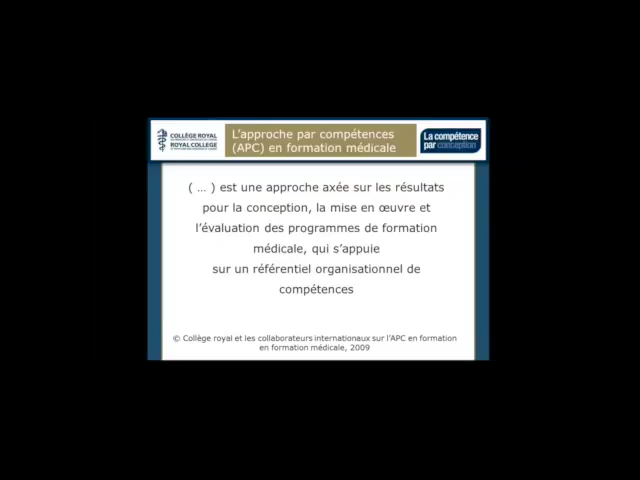 COLLÈGE ROYAL
ROYAL COLLEGE
L'approche par compétences
(APC) en formation médicale
La compétence
par conception
( ... ) est une approche axée sur les résultats
pour la conception, la mise en œuvre et
l'évaluation des programmes de formation
médicale, qui s'appuie
sur un référentiel organisationnel de
compétences
© Collège royal et les collaborateurs internationaux sur l'APC en formation
en formation médicale, 2009